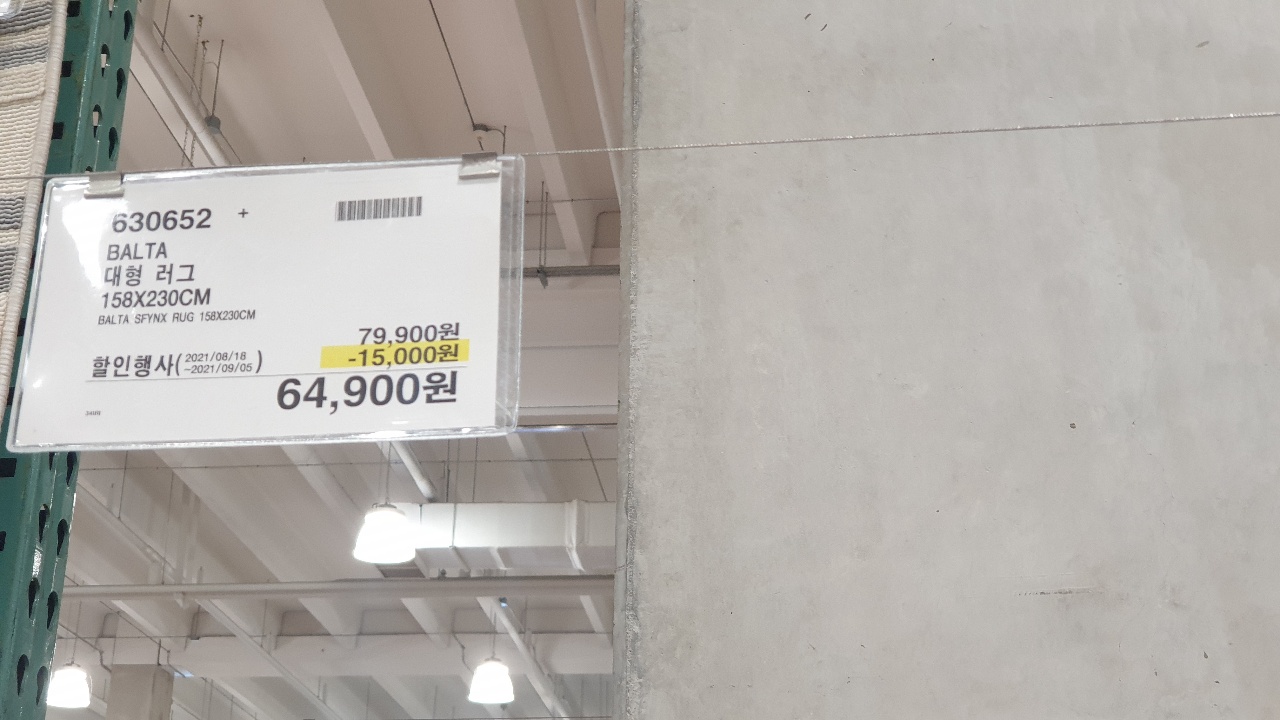 630652 +
BALTA
대형 러그
158X230CM
BALTA SFYNX RUG 158X230CM
79,900원
-15,000원
할인행사( 2021/08/18 ~2021/09/05 )
64,900원